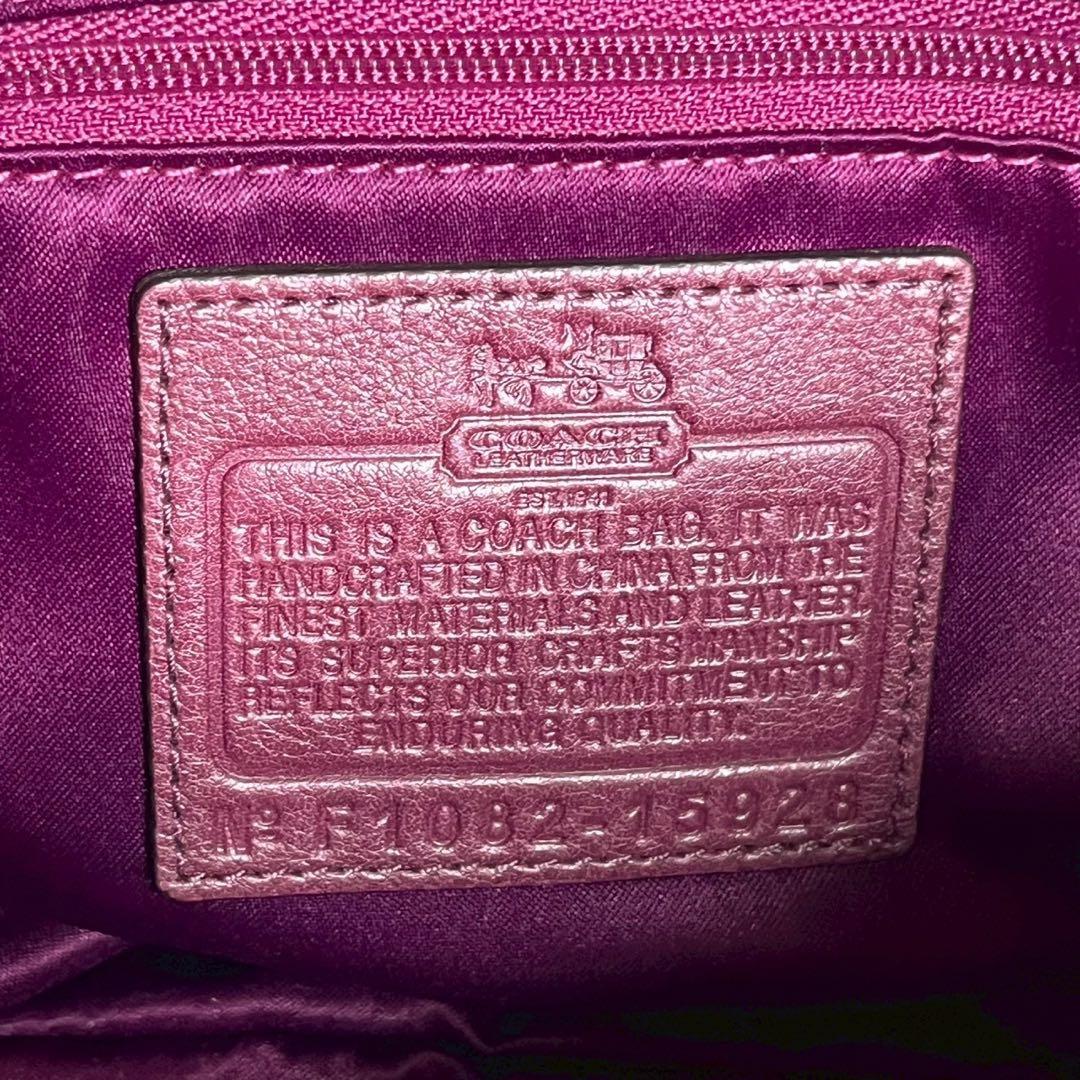 COACH
LEATHERWARE
EST. 1941
THIS IS A COACH BAG. IT WAS
HANDCRAFTED IN CHINA FROM THE
FINEST MATERIALS AND LEATHER.
ITS SUPERIOR CRAFTSMANSHIP
REFLECTS OUR COMMITMENT TO
ENDURING QUALITY.
Nº F1082-15928